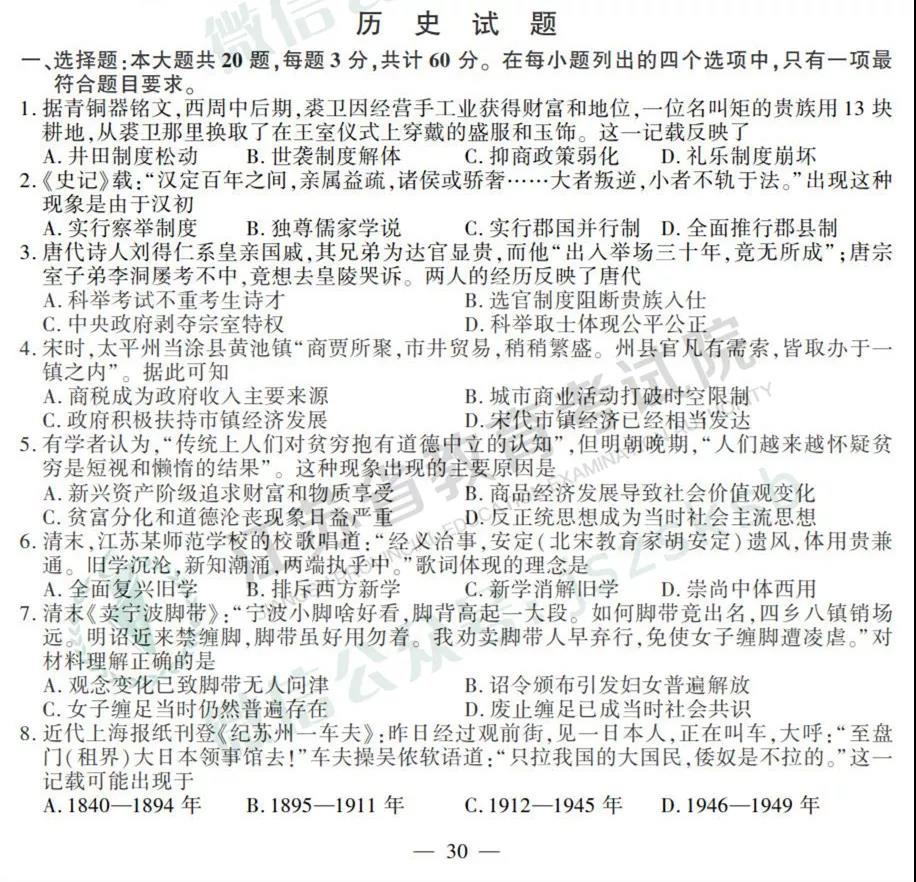 历史试题
一、选择题:本大题共20题,每题3分,共计60分。在每小题列出的四个选项中,只有一项最
符合题目要求。
1.据青铜器铭文,西周中后期,裘卫因经营手工业获得财富和地位,一位名叫矩的贵族用13块
耕地,从裘卫那里换取了在王室仪式上穿戴的盛服和玉饰。这一记载反映了
A.井田制度松动 B.世袭制度解体 C.抑商政策弱化 D.礼乐制度崩坏
2.《史记》载:“汉定百年之间,亲属益疏,诸侯或骄奢……大者叛逆,小者不轨于法。”出现这种
现象是由于汉初
A.实行察举制度 B.独尊儒家学说 C.实行郡国并行制 D.全面推行郡县制
3.唐代诗人刘得仁系皇亲国戚,其兄弟为达官显贵,而他“出入举场三十年,竟无所成”;唐宗
室子弟李洞屡考不中,竟想去皇陵哭诉。两人的经历反映了唐代
A.科举考试不重考生诗才 B.选官制度阻断贵族入仕
C.中央政府剥夺宗室特权 D.科举取士体现公平公正
4.宋时,太平州当涂县黄池镇“商贾所聚,市井贸易,稍稍繁盛。州县官凡有需索,皆取办于一
镇之内”。据此可知
A.商税成为政府收入主要来源 B.城市商业活动打破时空限制
C.政府积极扶持市镇经济发展 D.宋代市镇经济已经相当发达
5.有学者认为,“传统上人们对贫穷抱有道德中立的认知”,但明朝晚期,“人们越来越怀疑贫
穷是短视和懒惰的结果”。这种现象出现的主要原因是
A.新兴资产阶级追求财富和物质享受 B.商品经济发展导致社会价值观变化
C.贫富分化和道德沦丧现象日益严重 D.反正统思想成为当时社会主流思想
6.清末,江苏某师范学校的校歌唱道:“经义治事,安定(北宋教育家胡安定)遗风,体用贵兼
通。旧学沉沦,新知潮涌,两端执乎中。”歌词体现的理念是
A.全面复兴旧学 B.排斥西方新学 C.新学消解旧学 D.崇尚中体西用
7.清末《卖宁波脚带》:“宁波小脚啥好看,脚背高起一大段。如何脚带竟出名,四乡八镇销场
远。明诏近来禁缠脚,脚带虽好用勿着。我劝卖脚带人早弃行,免使女子缠脚遭凌虐。”对
材料理解正确的是
A.观念变化已致脚带无人问津 B.诏令颁布引发妇女普遍解放
C.女子缠足当时仍然普遍存在 D.废止缠足已成当时社会共识
8.近代上海报纸刊登《纪苏州一车夫》:昨日经过观前街,见一日本人,正在叫车,大呼:“至盘
门(租界)大日本领事馆去!”车夫操吴侬软语道:“只拉我国的大国民,倭奴是不拉的。”这一
记载可能出现于
A.1840—1894年 B.1895—1911年 C.1912—1945年 D.1946—1949年
— 30 —
江苏省教育考试院